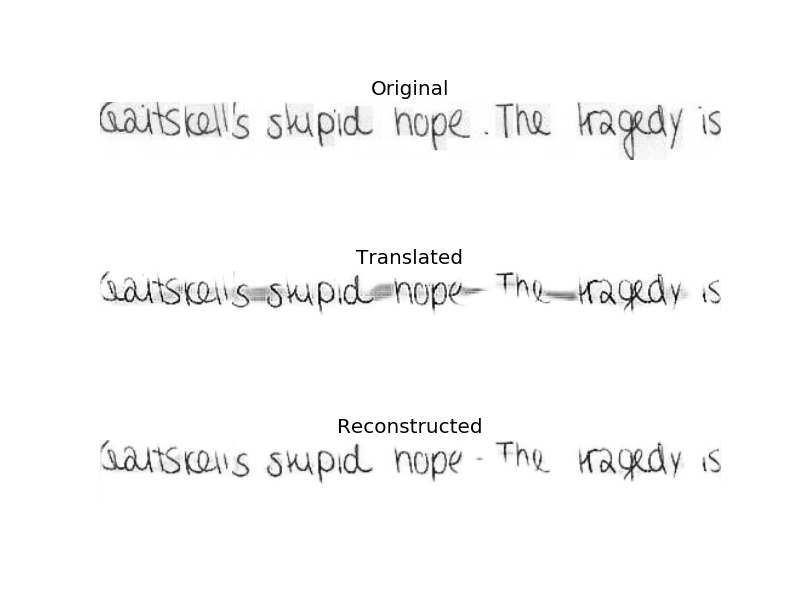 Original
Gaitskell's stupid hope . The tragedy is
Translated
Gaitskell's stupid hope - The tragedy is
Reconstructed
Gaitskell's stupid hope - The tragedy is